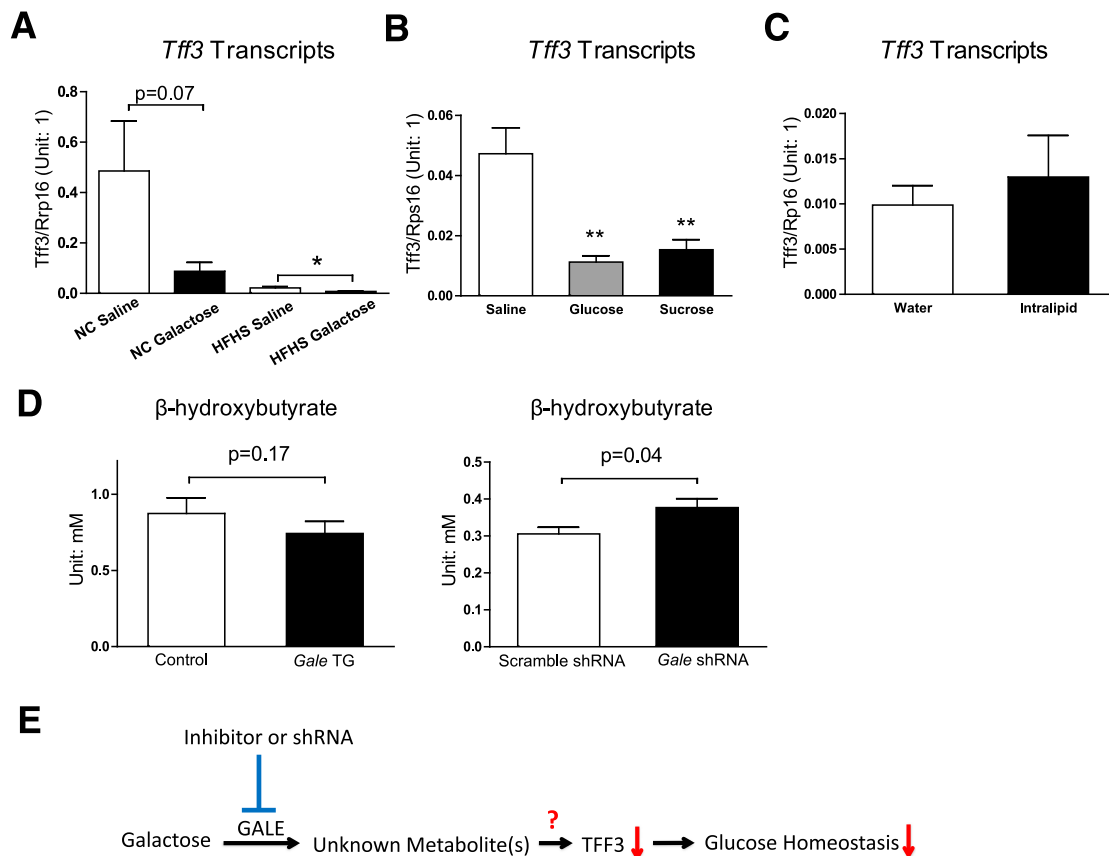 A
Tff3 Transcripts
p=0.07
*
Tff3/Rrp16 (Unit: 1)
0.8
0.6
0.4
0.2
0.0
NC Saline
NC Galactose
HFHS Saline
HFHS Galactose
B
Tff3 Transcripts
Tff3/Rps16 (Unit: 1)
0.06
0.04
0.02
0.00
**
**
Saline
Glucose
Sucrose
C
Tff3 Transcripts
Tff3/Rp16 (Unit: 1)
0.020
0.015
0.010
0.005
0.000
Water
Intralipid
D
β-hydroxybutyrate
p=0.17
Unit: mM
1.0
0.5
0.0
Control
Gale TG
β-hydroxybutyrate
p=0.04
Unit: mM
0.5
0.4
0.3
0.2
0.1
0.0
Scramble shRNA
Gale shRNA
E
Inhibitor or shRNA
Galactose
GALE
Unknown Metabolite(s)
?
TFF3
Glucose Homeostasis